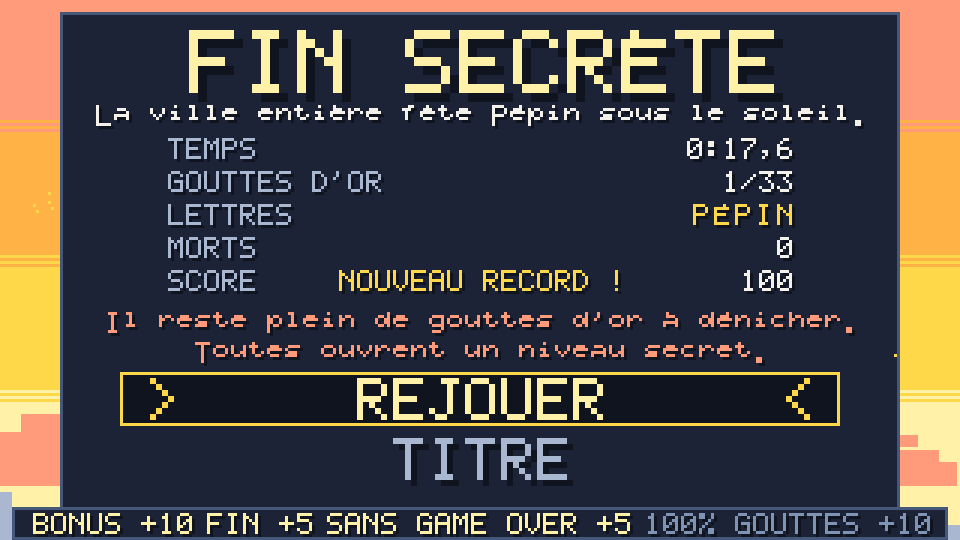 FIN SECRÈTE
La ville entière fête Pépin sous le soleil.
TEMPS 0:17,6
GOUTTES D'OR 1/33
LETTRES PÉPIN
MORTS 0
SCORE NOUVEAU RECORD ! 100
Il reste plein de gouttes d'or à dénicher.
Toutes ouvrent un niveau secret.
> REJOUER <
TITRE
BONUS +10 FIN +5 SANS GAME OVER +5 100% GOUTTES +10